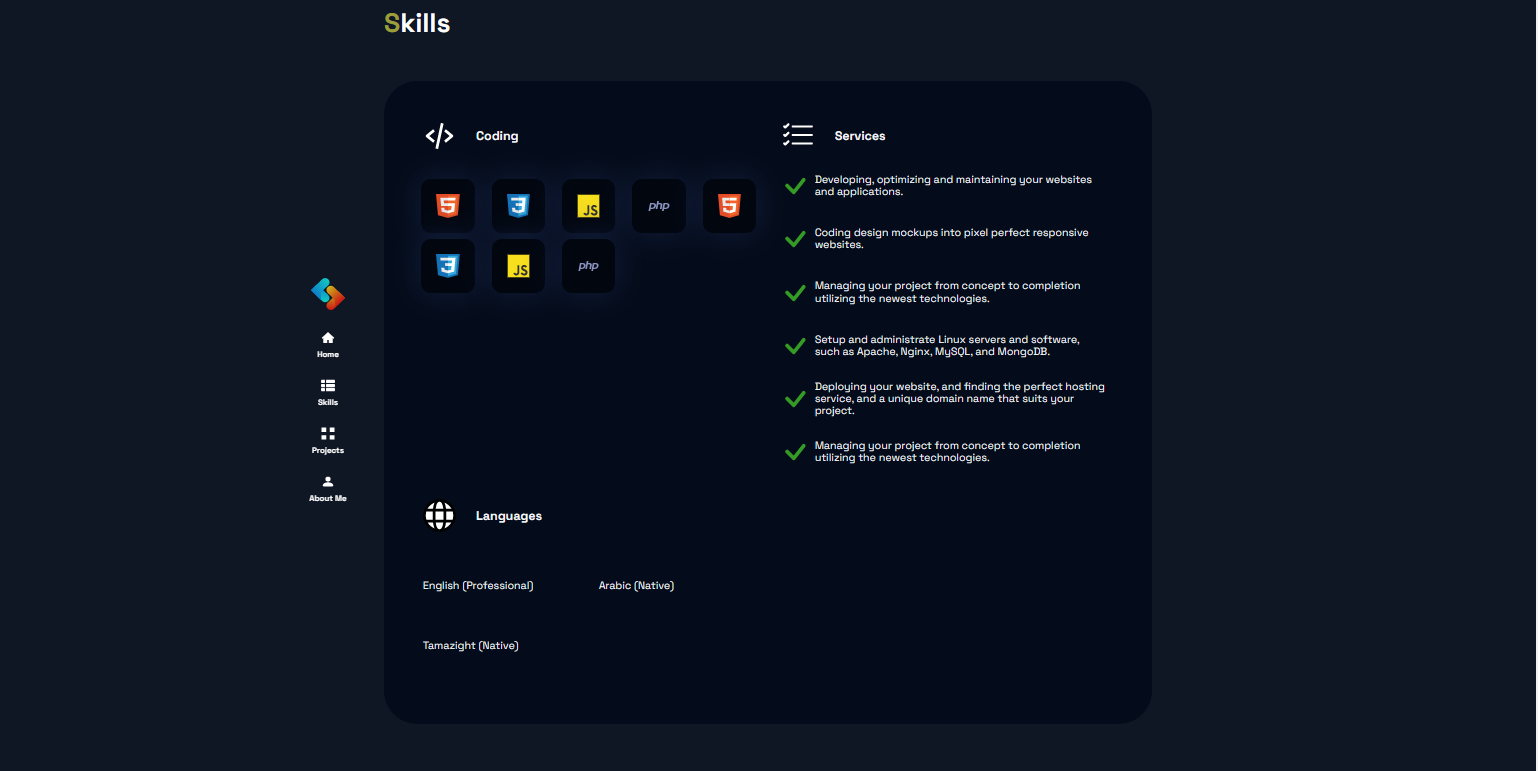 Skills
Coding
5 3 JS php 5
3 JS php
Services
Developing, optimizing and maintaining your websites
and applications.
Coding design mockups into pixel perfect responsive
websites.
Managing your project from concept to completion
utilizing the newest technologies.
Setup and administrate Linux servers and software,
such as Apache, Nginx, MySQL, and MongoDB.
Deploying your website, and finding the perfect hosting
service, and a unique domain name that suits your
project.
Managing your project from concept to completion
utilizing the newest technologies.
Home
Skills
Projects
About Me
Languages
English (Professional)
Arabic (Native)
Tamazight (Native)